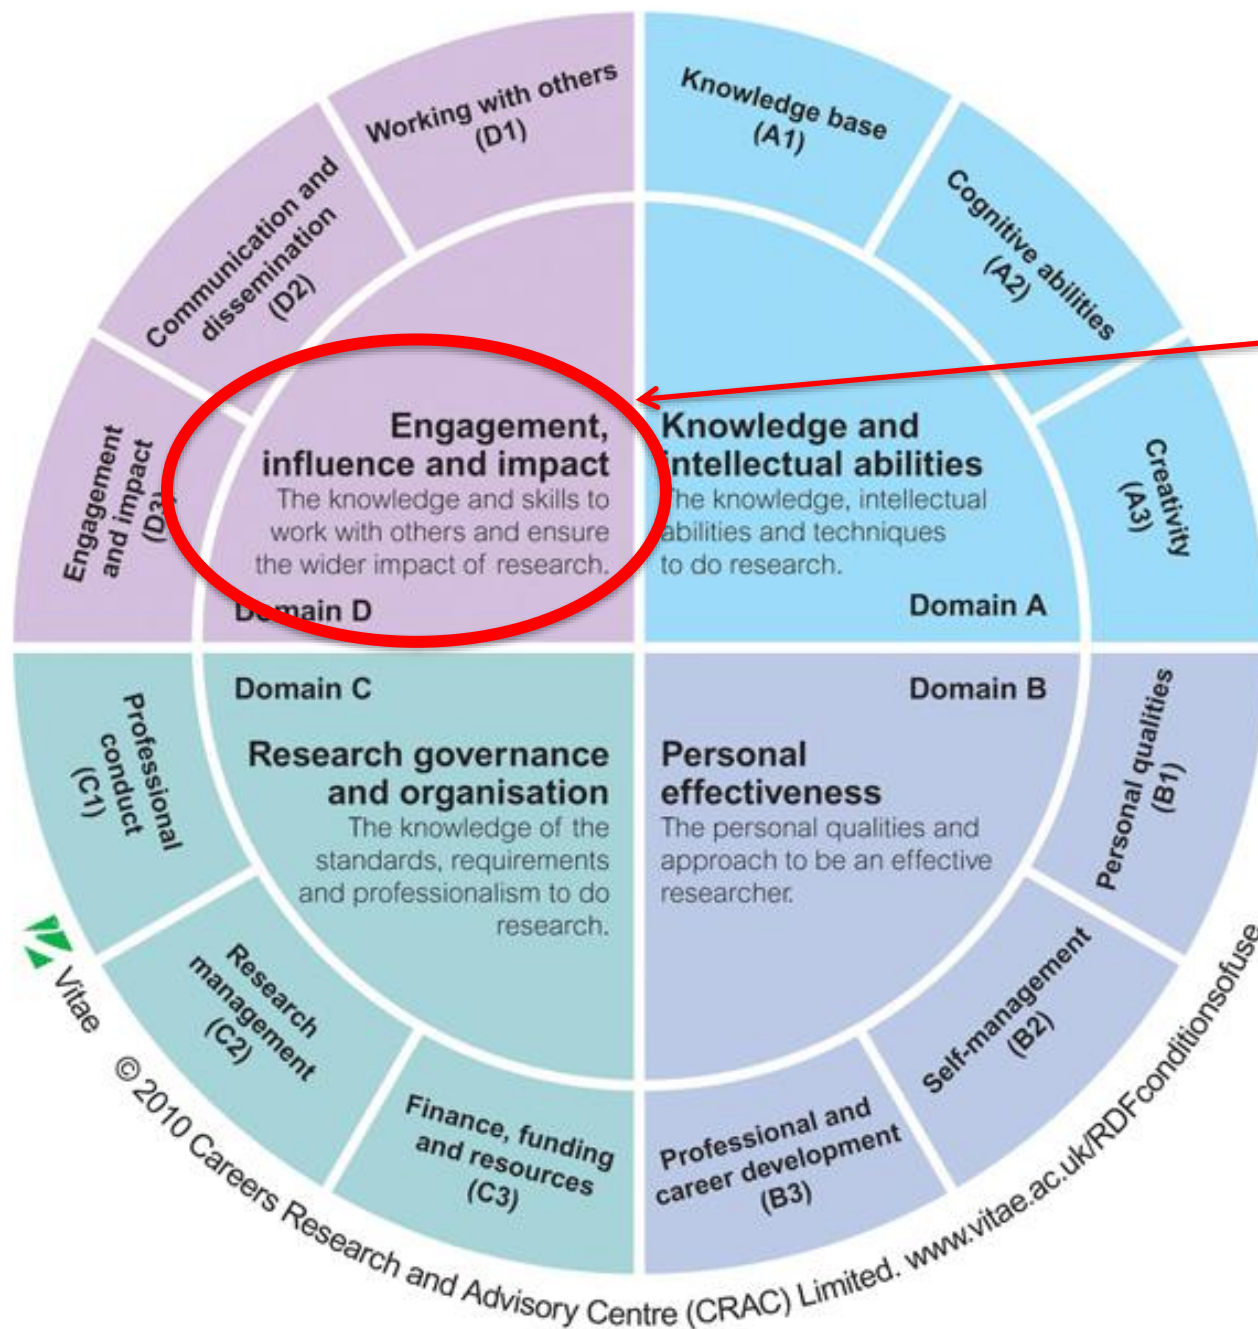 Working with others
(D1)
Communication and
dissemination
(D2)
Engagement
and impact
(D3)
Engagement,
influence and impact
The knowledge and skills to
work with others and ensure
the wider impact of research.
Domain D
Knowledge base
(A1)
Cognitive abilities
(A2)
Creativity
(A3)
Knowledge and
intellectual abilities
The knowledge, intellectual
abilities and techniques
to do research.
Domain A
Domain C
Research governance
and organisation
The knowledge of the
standards, requirements
and professionalism to do
research.
Professional
conduct
(C1)
Research
management
(C2)
Finance, funding
and resources
(C3)
Domain B
Personal
effectiveness
The personal qualities and
approach to be an effective
researcher.
Personal qualities
(B1)
Self-management
(B2)
Professional and
career development
(B3)
Vitae © 2010 Careers Research and Advisory Centre (CRAC) Limited. www.vitae.ac.uk/RDFconditionsofuse